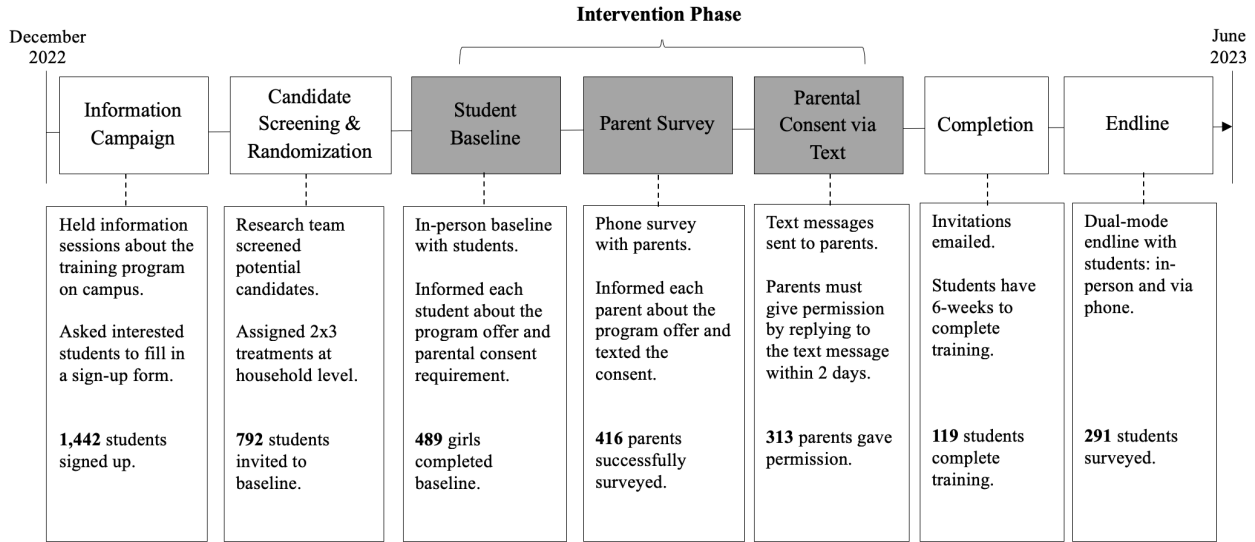 Intervention Phase
December
2022
June
2023
Information
Campaign
Candidate
Screening &
Randomization
Student
Baseline
Parent Survey
Parental
Consent via
Text
Completion
Endline
Held information
sessions about the
training program
on campus.
Asked interested
students to fill in
a sign-up form.
1,442 students
signed up.
Research team
screened
potential
candidates.
Assigned 2x3
treatments at
household level.
792 students
invited to
baseline.
In-person baseline
with students.
Informed each
student about the
program offer and
parental consent
requirement.
489 girls
completed
baseline.
Phone survey
with parents.
Informed each
parent about the
program offer and
texted the
consent.
416 parents
successfully
surveyed.
Text messages
sent to parents.
Parents must
give permission
by replying to
the text message
within 2 days.
313 parents gave
permission.
Invitations
emailed.
Students have
6-weeks to
complete
training.
119 students
complete
training.
Dual-mode
endline with
students: in-
person and via
phone.
291 students
surveyed.